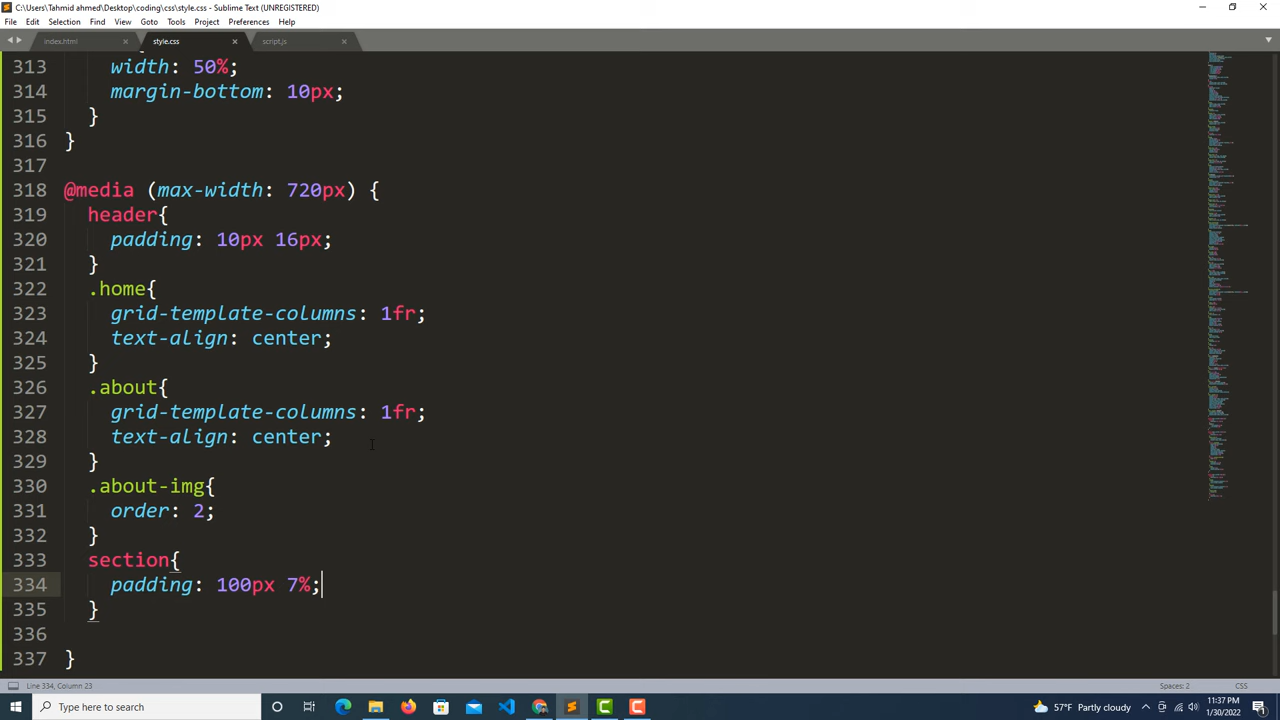 C:\Users\Tahmid ahmed\Desktop\coding\css\style.css - Sublime Text (UNREGISTERED)
File Edit Selection Find View Goto Tools Project Preferences Help
index.html style.css script.js
313 width: 50%;
314 margin-bottom: 10px;
315 }
316 }
317
318 @media (max-width: 720px) {
319 header{
320 padding: 10px 16px;
321 }
322 .home{
323 grid-template-columns: 1fr;
324 text-align: center;
325 }
326 .about{
327 grid-template-columns: 1fr;
328 text-align: center;
329 }
330 .about-img{
331 order: 2;
332 }
333 section{
334 padding: 100px 7%;
335 }
336
337 }
Line 334, Column 23 Spaces: 2 CSS
Type here to search 57°F Partly cloudy 11:37 PM
1/30/2022